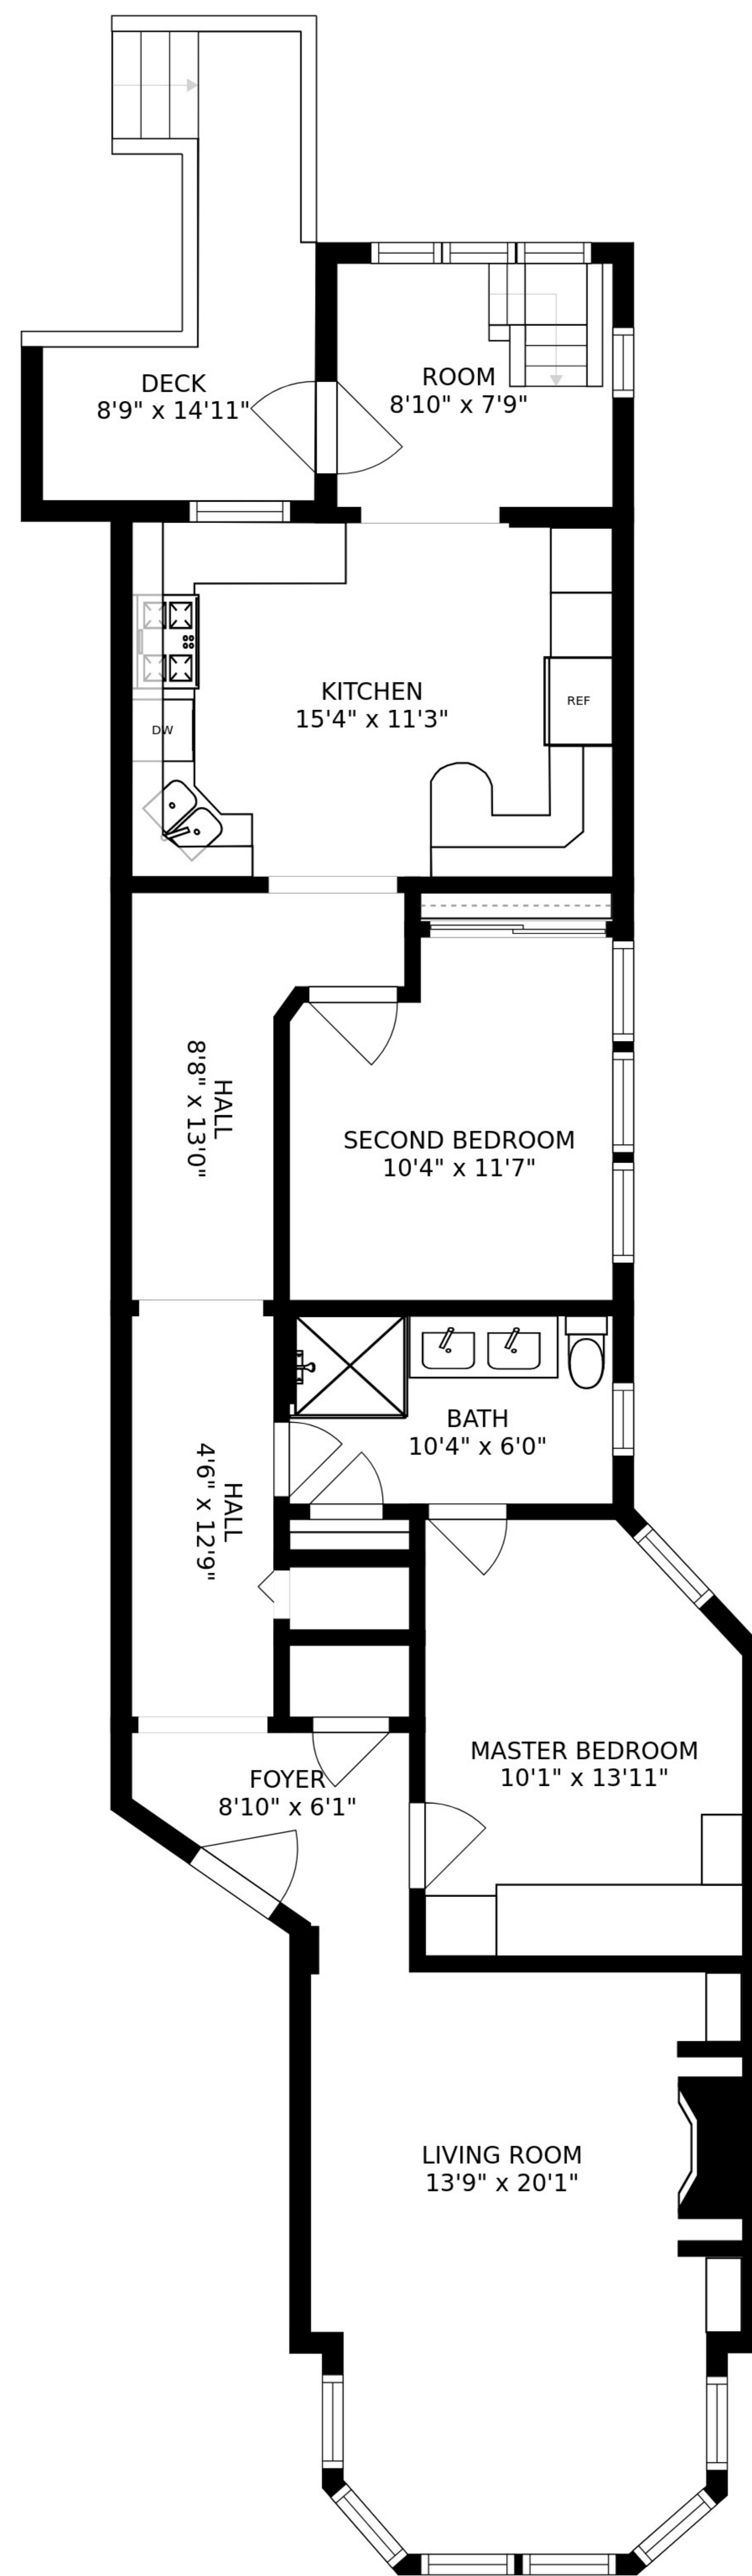 DECK
8'9" x 14'11"
ROOM
8'10" x 7'9"
KITCHEN
15'4" x 11'3"
REF
DW
HALL
8'8" x 13'0"
SECOND BEDROOM
10'4" x 11'7"
BATH
10'4" x 6'0"
HALL
4'6" x 12'9"
MASTER BEDROOM
10'1" x 13'11"
FOYER
8'10" x 6'1"
LIVING ROOM
13'9" x 20'1"